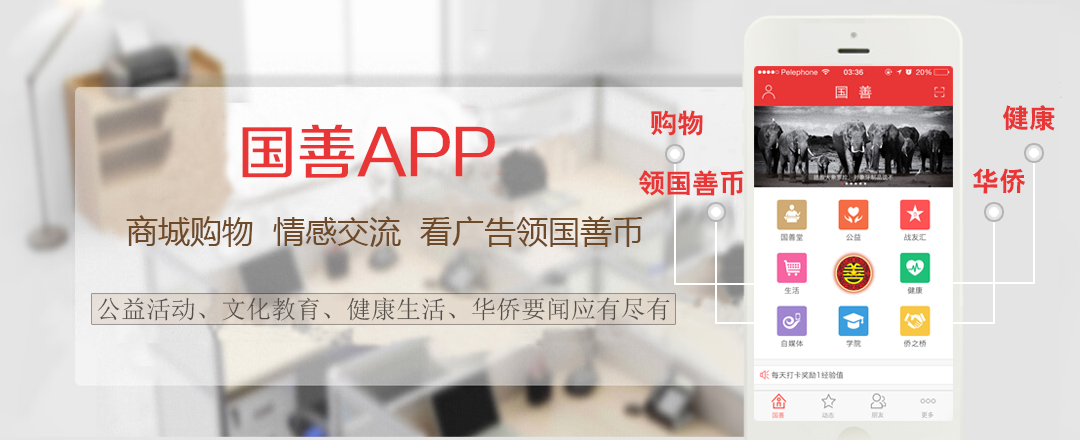 国善APP
商城购物 情感交流 看广告领国善币
公益活动、文化教育、健康生活、华侨要闻应有尽有
购物
领国善币
健康
华侨
Pelephone 03:36 20%
国 善
国善堂 公益 战友汇
生活 健康
自媒体 学院 侨之桥
每天打卡奖励1经验值
国善 动态 朋友 更多